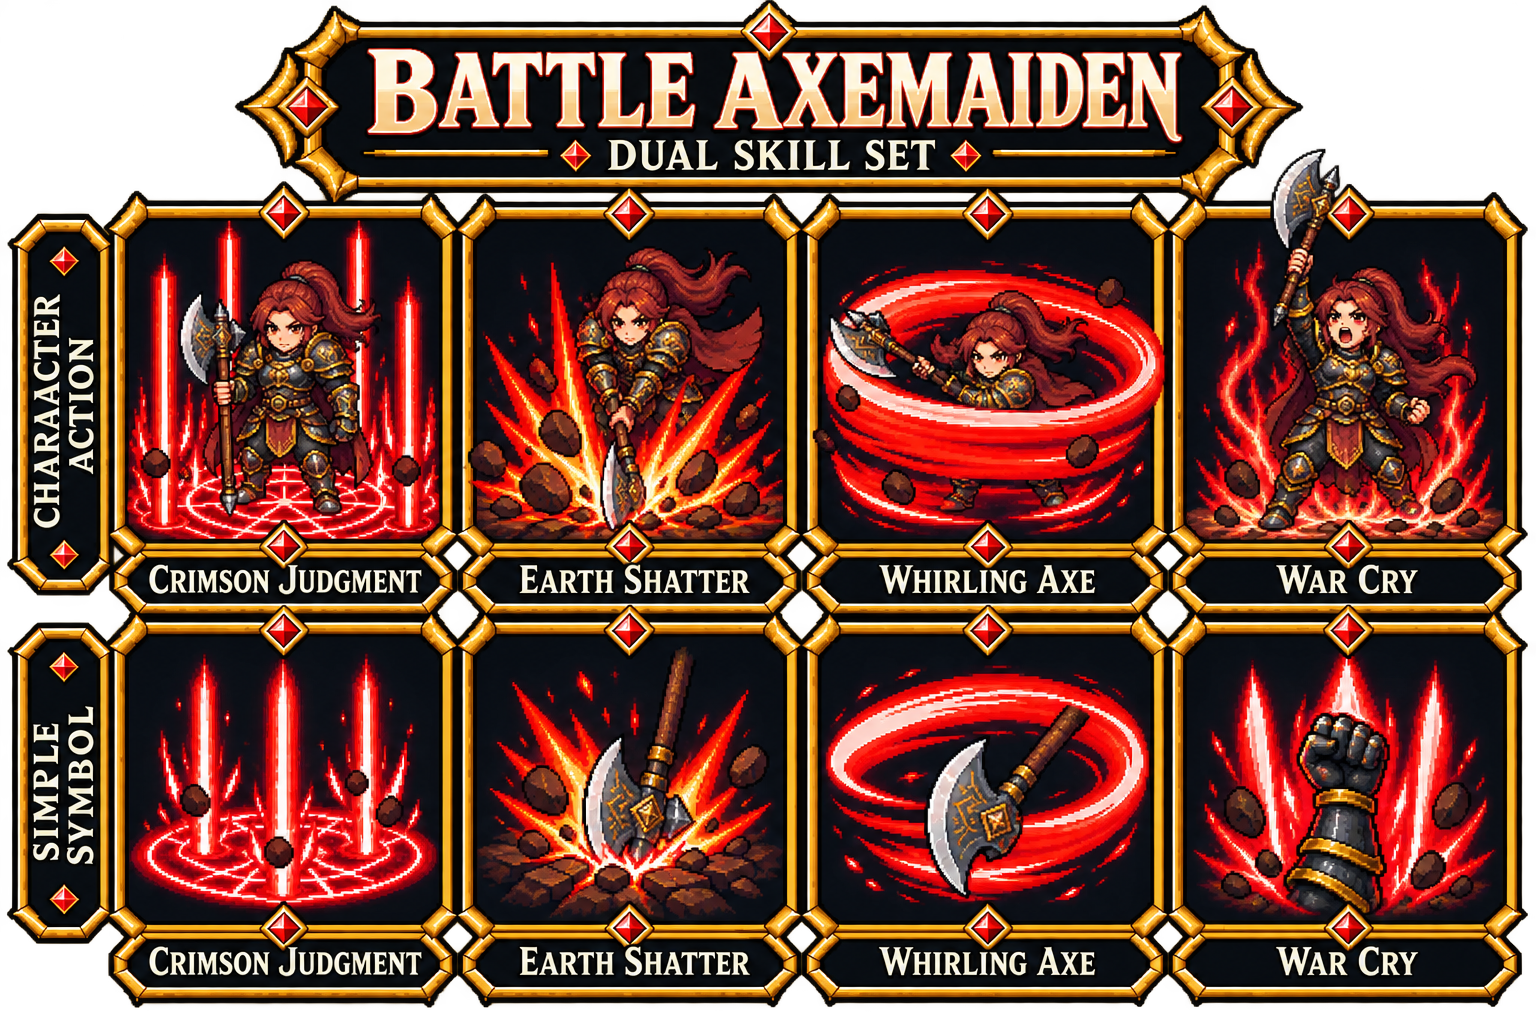 BATTLE AXEMAIDEN
DUAL SKILL SET
CHARAACTER
ACTION
CRIMSON JUDGMENT
EARTH SHATTER
WHIRLING AXE
WAR CRY
SIMPLE
SYMBOL
CRIMSON JUDGMENT
EARTH SHATTER
WHIRLING AXE
WAR CRY